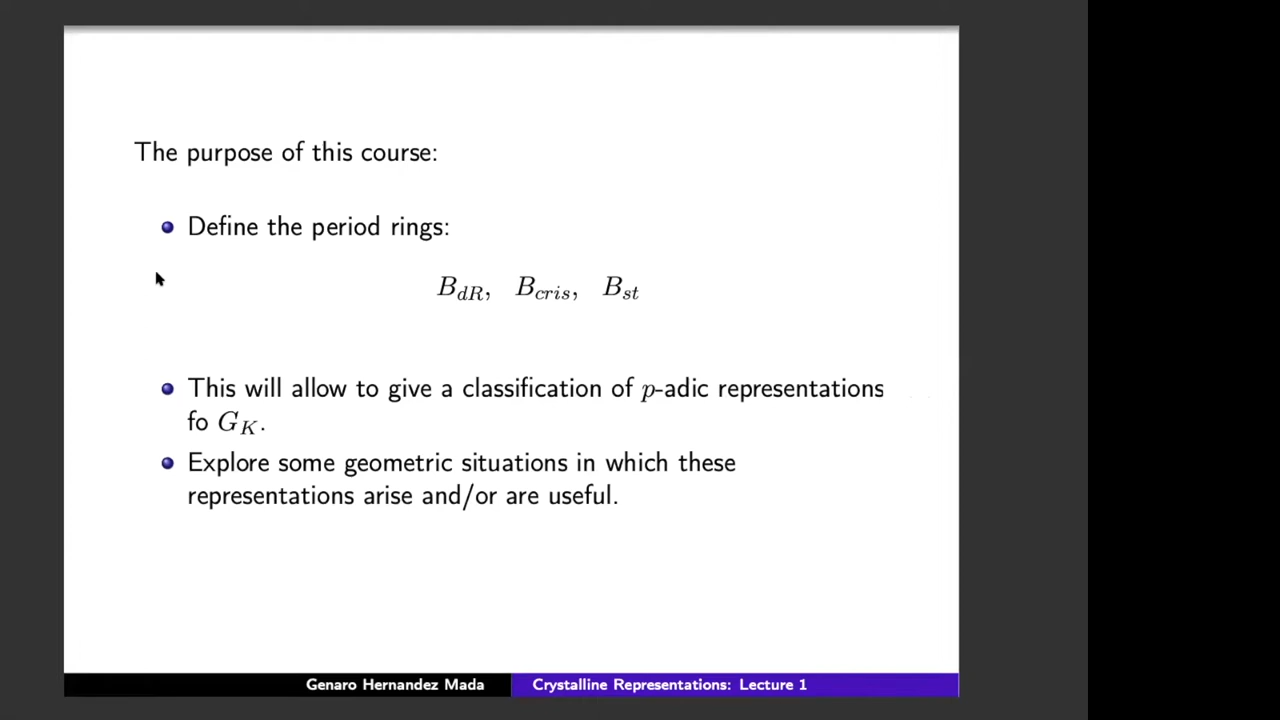 The purpose of this course:
Define the period rings:
B_{dR}, B_{cris}, B_{st}
This will allow to give a classification of p-adic representations
fo G_K.
Explore some geometric situations in which these
representations arise and/or are useful.
Genaro Hernandez Mada
Crystalline Representations: Lecture 1